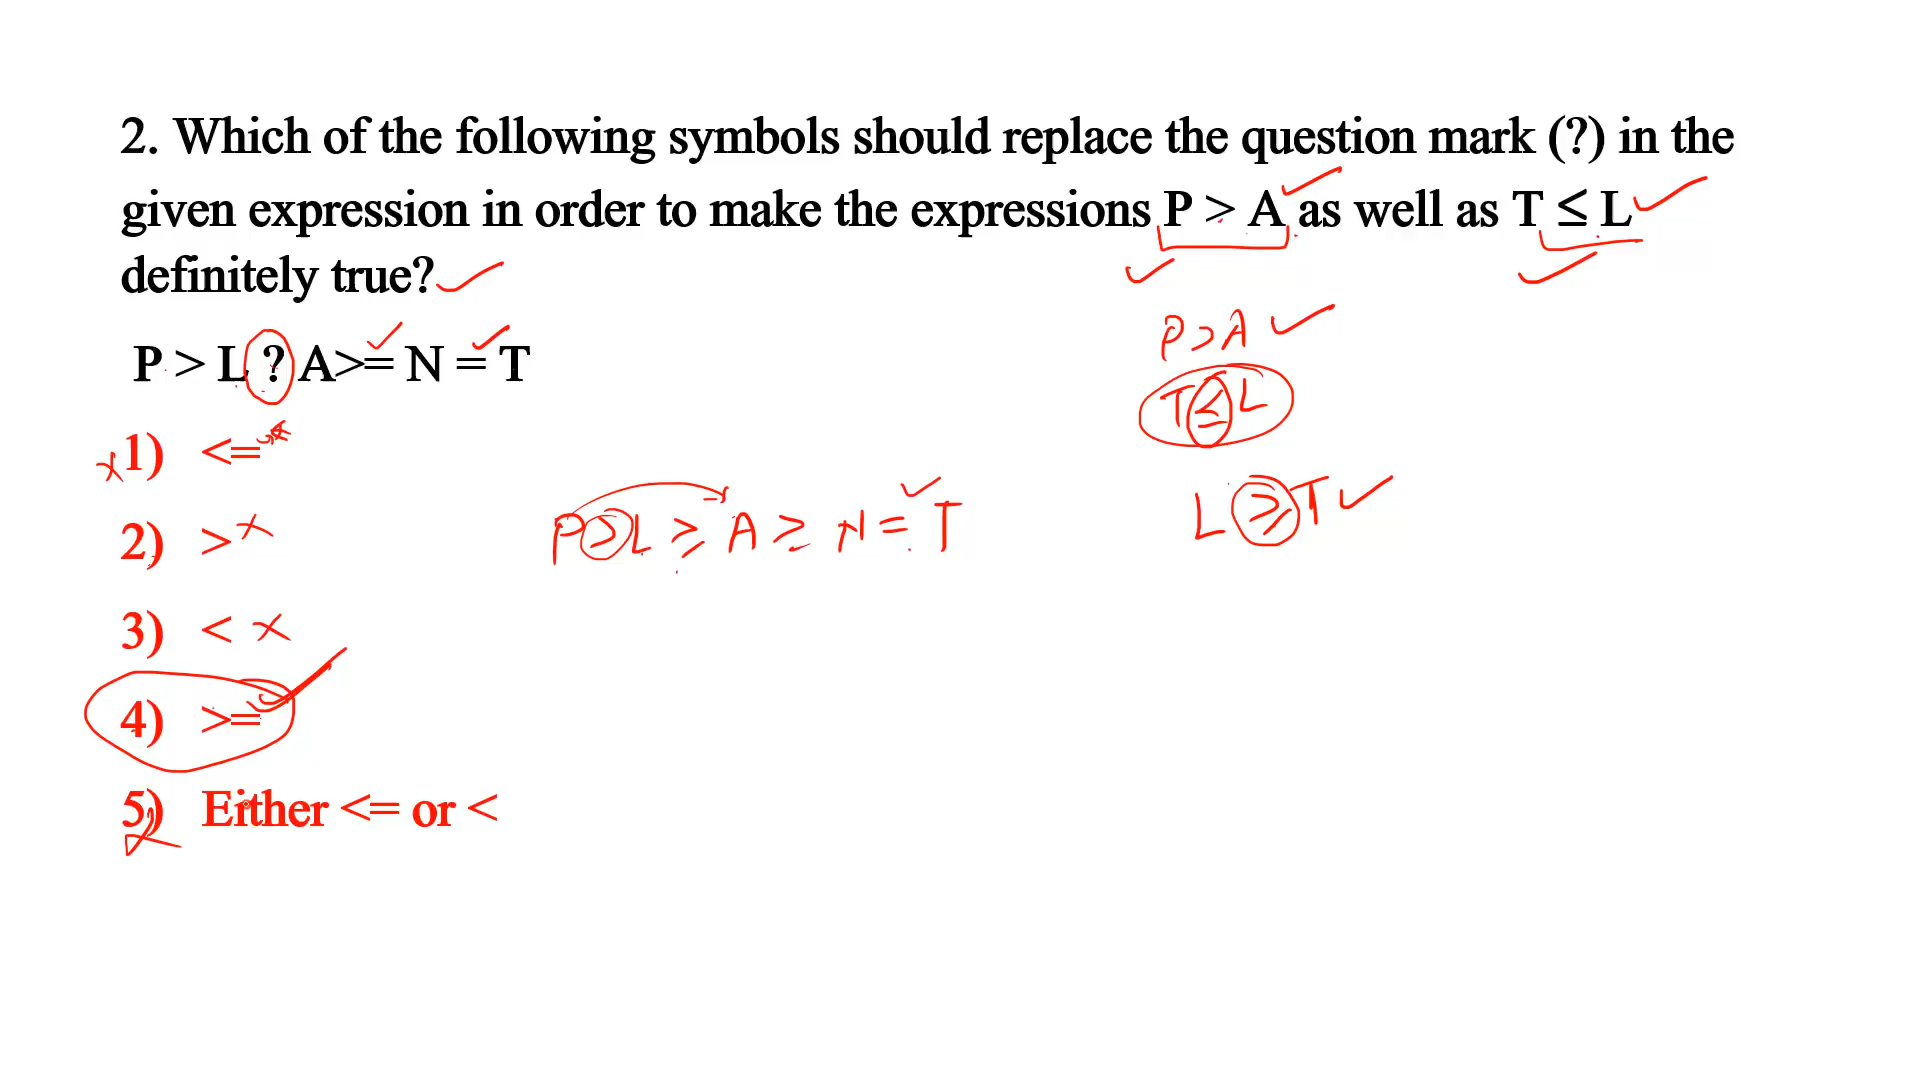 2. Which of the following symbols should replace the question mark (?) in the
given expression in order to make the expressions P > A as well as T ≤ L
definitely true?
P > L ? A>= N = T
1) <=
2) >
3) <
4) >=
5) Either <= or <
P > A
T ≤ L
L ≥ T
P > L ≥ A ≥ N = T